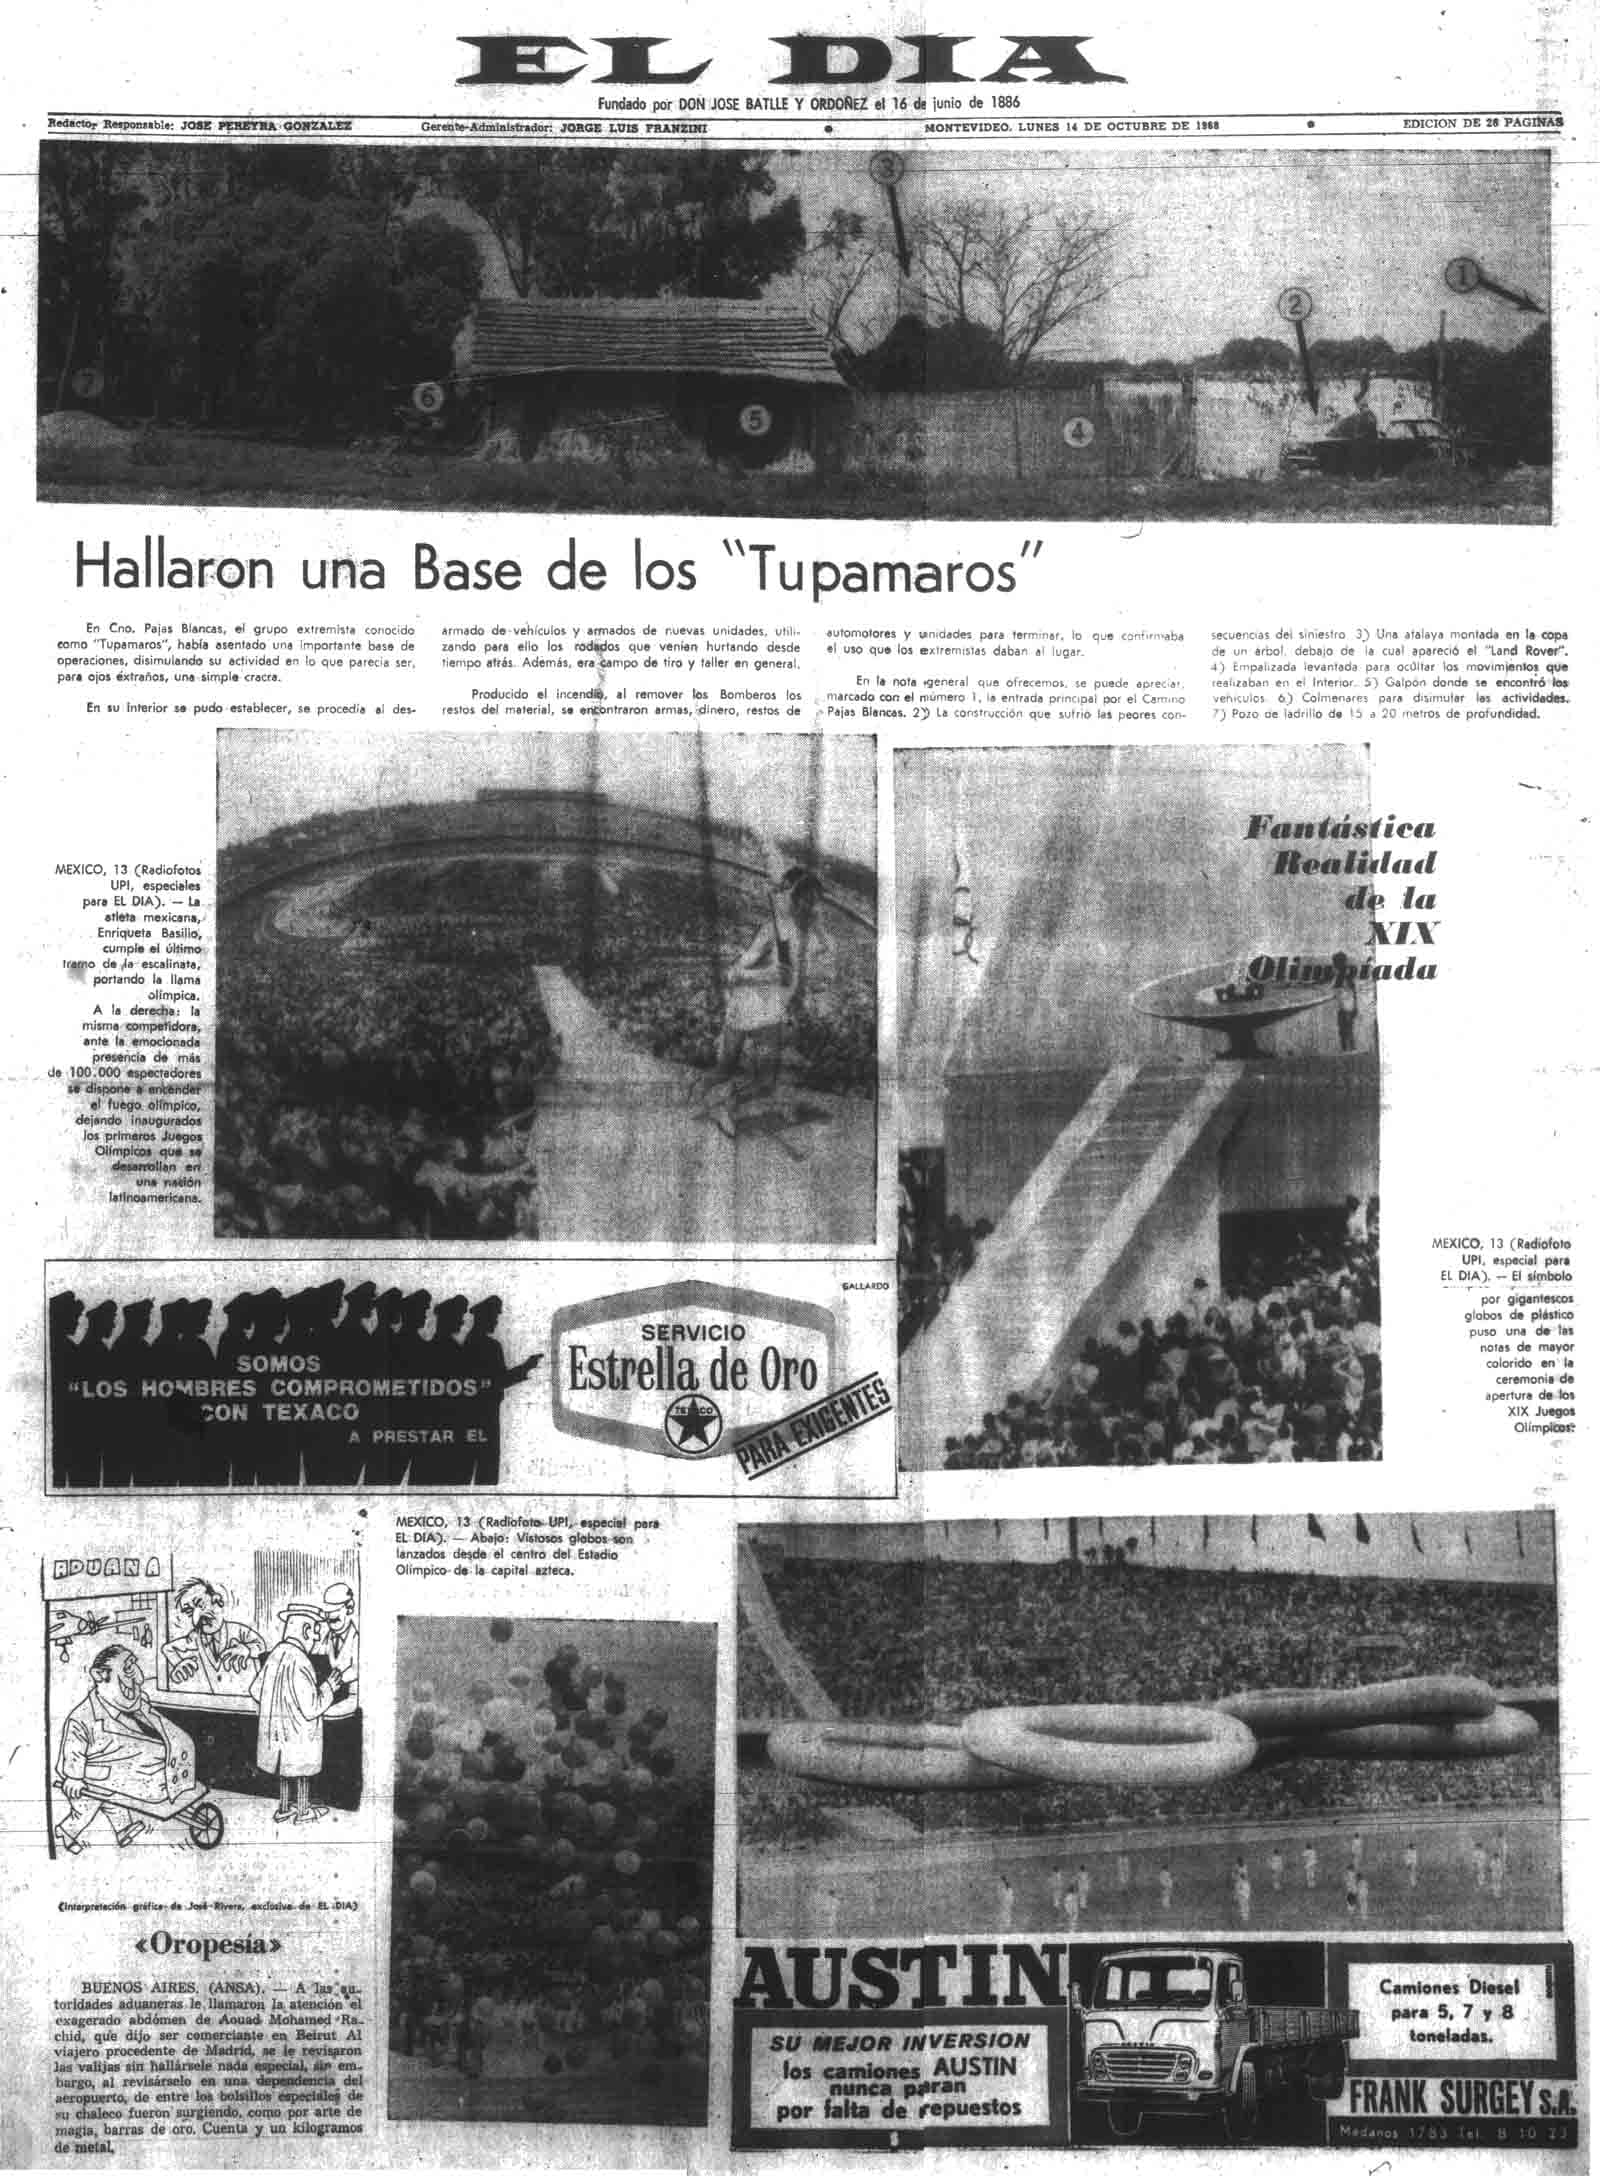 EL DIA
Fundado por DON JOSE BATLLE Y ORDOÑEZ el 16 de junio de 1886
Redactor Responsable: JOSE PEREYRA GONZALEZ
Gerente-Administrador: JORGE LUIS FRANZINI
MONTEVIDEO, LUNES 14 DE OCTUBRE DE 1968
EDICION DE 26 PAGINAS
3
1
2
7
6
5
4
Hallaron una Base de los "Tupamaros"
En Cno. Pajas Blancas, el grupo extremista conocido
como "Tupamaros", había asentado una importante base de
operaciones, disimulando su actividad en lo que parecía ser,
para ojos extraños, una simple cracra.
En su interior se pudo establecer, se procedía al des-
armado de vehículos y armados de nuevas unidades, utili-
zando para ello los rodados que venían hurtando desde
tiempo atrás. Además, era campo de tiro y taller en general,
Producido el incendio, al remover los Bomberos los
restos del material, se encontraron armas, dinero, restos de
automotores y unidades para terminar, lo que confirmaba
el uso que los extremistas daban al lugar.
En la nota general que ofrecemos, se puede apreciar,
marcado con el número 1, la entrada principal por el Camino
Pajas Blancas. 2) La construcción que sufrió las peores con-
secuencias del siniestro 3) Una atalaya montada en la copa
de un arbol, debajo de la cual apareció el "Land Rover".
4) Empalizada levantada para ocultar los movimientos que
realizaban en el Interior. 5) Galpón donde se encontró los
vehículos. 6) Colmenares para disimular las actividades.
7) Pozo de ladrillo de 15 a 20 metros de profundidad.
MEXICO, 13 (Radiofotos
UPI, especiales
para EL DIA). — La
atleta mexicana,
Enriqueta Basilio,
cumple el último
tramo de la escalinata,
portando la llama
olímpica.
A la derecha: la
misma competidora,
ante la emocionada
presencia de más
de 100.000 espectadores
se dispone a encender
el fuego olímpico,
dejando inaugurados
los primeros Juegos
Olímpicos que se
desarrollan en
una nación
latinoamericana.
Fantástica
Realidad
de la
XIX
Olimpíada
MEXICO, 13 (Radiofoto
UPI, especial para
EL DIA). — El símbolo
por gigantescos
globos de plástico
puso una de las
notas de mayor
colorido en la
ceremonia de
apertura de los
XIX Juegos
Olímpicos.
GALLARDO
SOMOS
"LOS HOMBRES COMPROMETIDOS"
CON TEXACO
A PRESTAR EL
SERVICIO
Estrella de Oro
TEXACO
PARA EXIGENTES
MEXICO, 13 (Radiofoto UPI, especial para
EL DIA). — Abajo: Vistosos globos son
lanzados desde el centro del Estadio
Olímpico de la capital azteca.
ADUANA
(Interpretación gráfica de José Rivera, exclusiva de EL DIA)
«Oropesía»
BUENOS AIRES, (ANSA). — A las au-
toridades aduaneras le llamaron la atención el
exagerado abdómen de Aouad Mohamed Ra-
chid, que dijo ser comerciante en Beirut Al
viajero procedente de Madrid, se le revisaron
las valijas sin hallársele nada especial, sin em-
bargo, al revisárselo en una dependencia del
aeropuerto, de entre los bolsillos especiales de
su chaleco fueron surgiendo, como por arte de
magia, barras de oro. Cuenta y un kilogramos
de metal.
AUSTIN
SU MEJOR INVERSION
los camiones AUSTIN
nunca paran
por falta de repuestos
Camiones Diesel
para 5, 7 y 8
toneladas.
FRANK SURGEY S.A.
Medanos 1783 Tel. 8 10 23